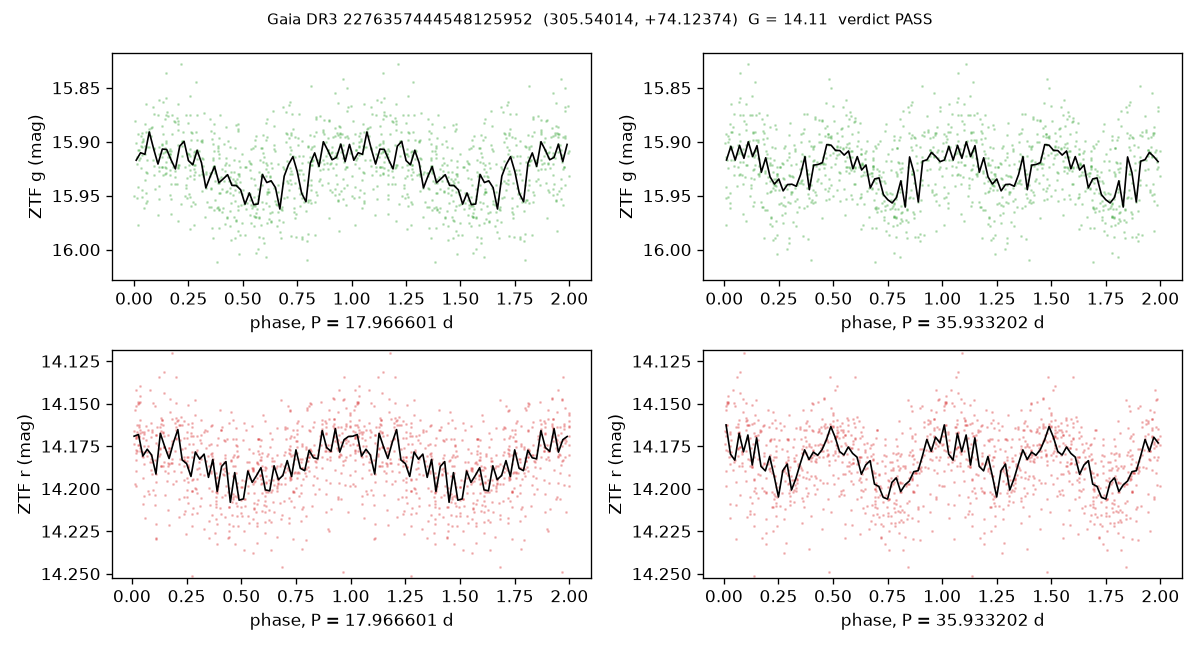 Gaia DR3 2276357444548125952  (305.54014, +74.12374)  G = 14.11  verdict PASS
ZTF g (mag)
15.85
15.90
15.95
16.00
0.00 0.25 0.50 0.75 1.00 1.25 1.50 1.75 2.00
phase, P = 17.966601 d
ZTF g (mag)
15.85
15.90
15.95
16.00
0.00 0.25 0.50 0.75 1.00 1.25 1.50 1.75 2.00
phase, P = 35.933202 d
ZTF r (mag)
14.125
14.150
14.175
14.200
14.225
14.250
0.00 0.25 0.50 0.75 1.00 1.25 1.50 1.75 2.00
phase, P = 17.966601 d
ZTF r (mag)
14.125
14.150
14.175
14.200
14.225
14.250
0.00 0.25 0.50 0.75 1.00 1.25 1.50 1.75 2.00
phase, P = 35.933202 d